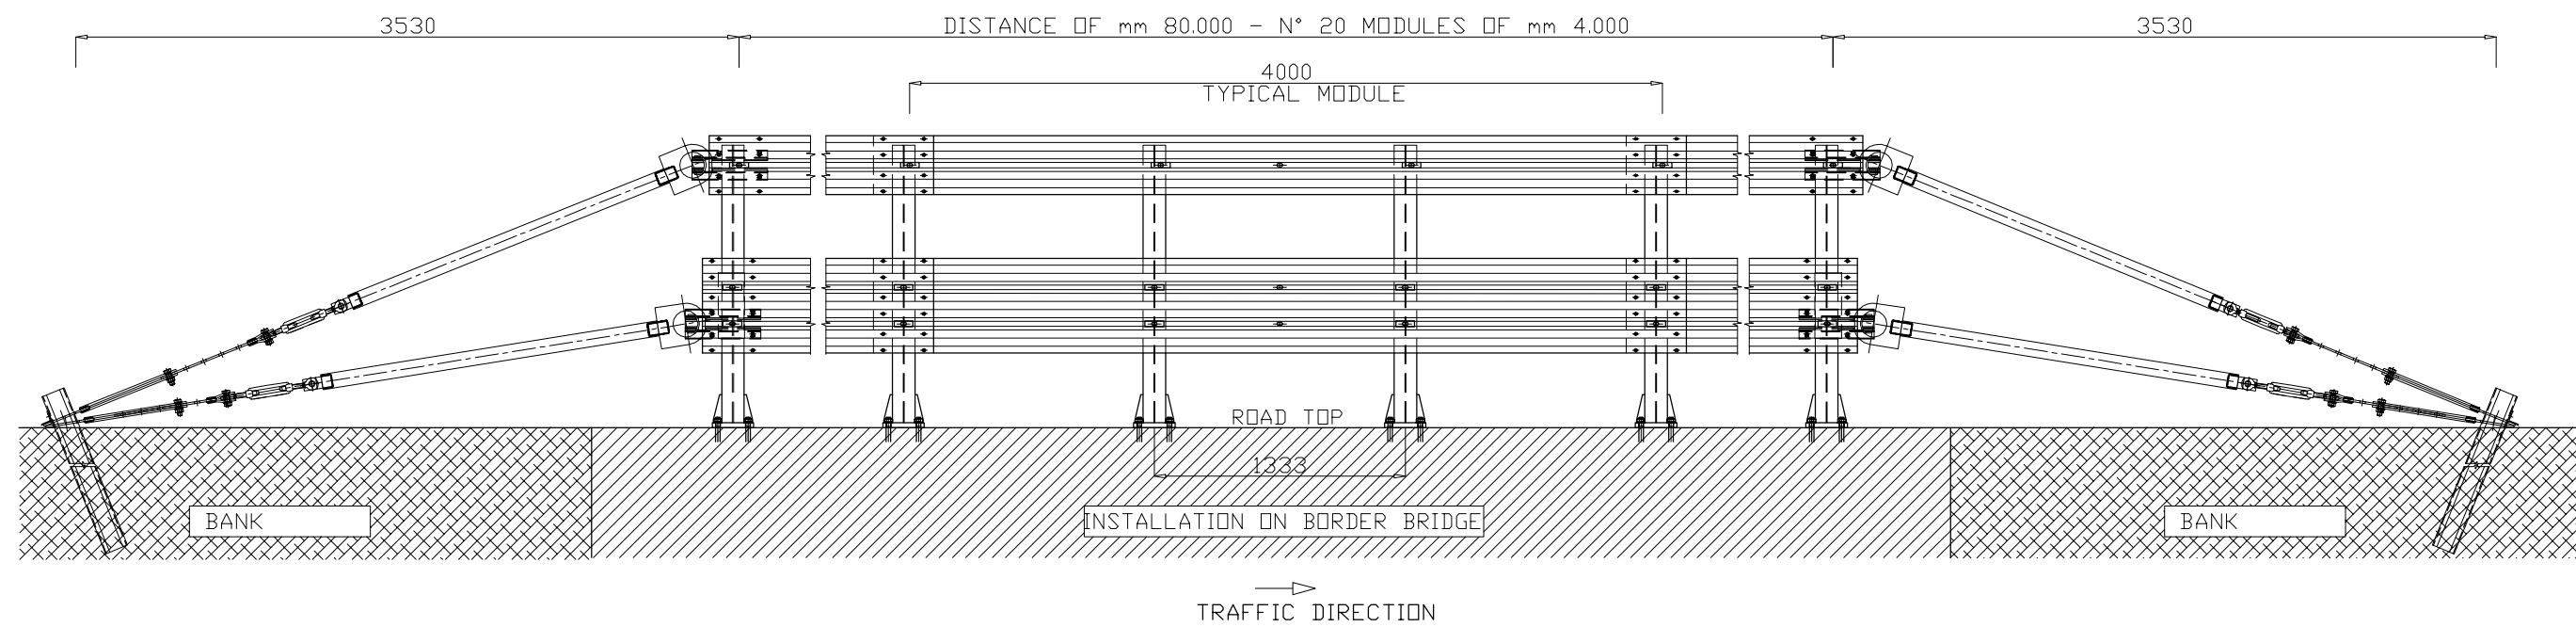 3530
DISTANCE OF mm 80.000 - N° 20 MODULES OF mm 4.000
3530
4000
TYPICAL MODULE
ROAD TOP
1333
BANK
INSTALLATION ON BORDER BRIDGE
BANK
TRAFFIC DIRECTION